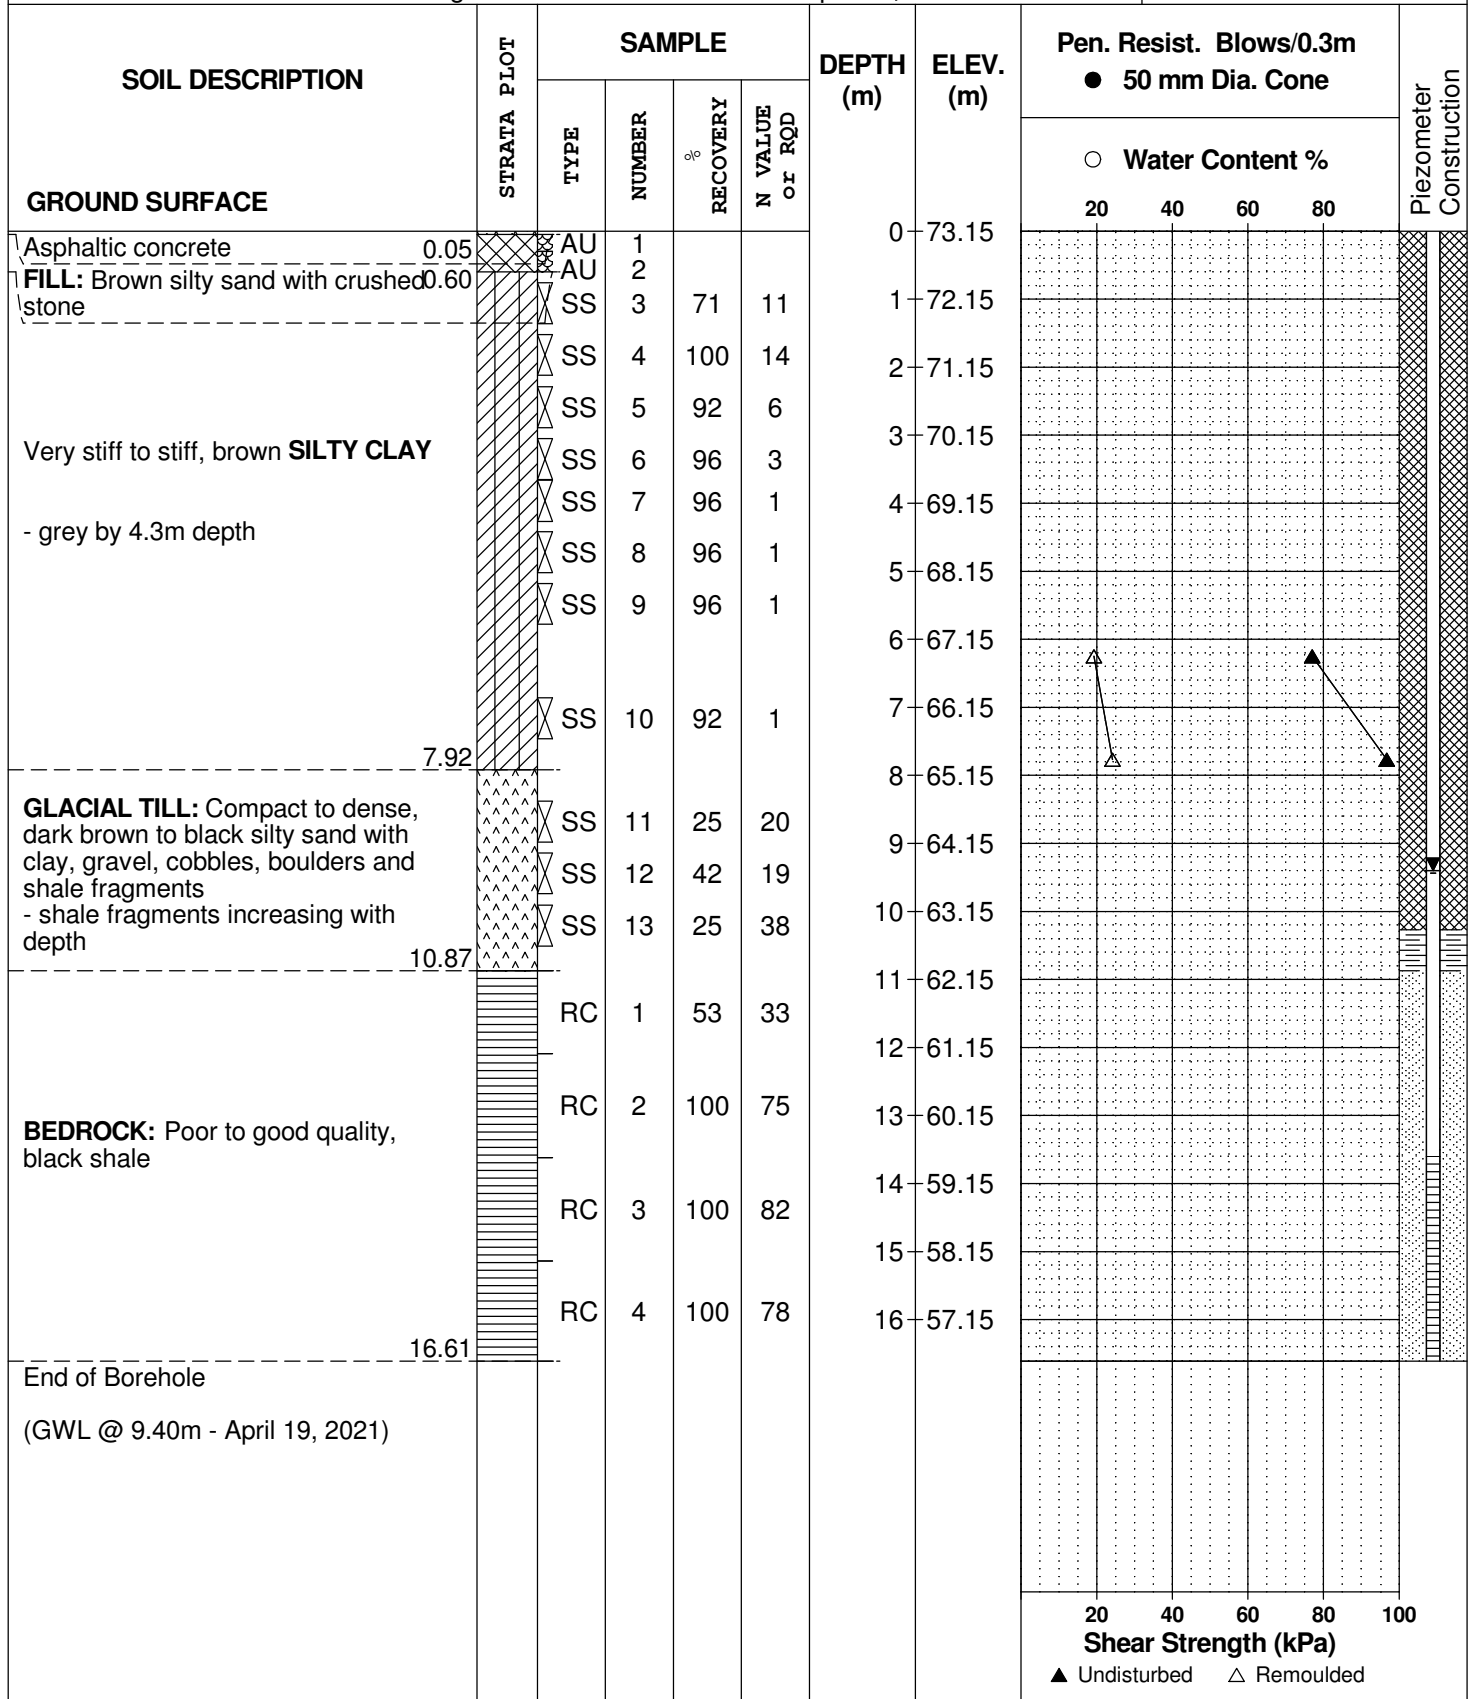 SOIL DESCRIPTION
GROUND SURFACE
STRATA PLOT
SAMPLE
TYPE
NUMBER
% RECOVERY
N VALUE or RQD
DEPTH (m)
ELEV. (m)
Pen. Resist. Blows/0.3m
● 50 mm Dia. Cone
○ Water Content %
20 40 60 80
Piezometer Construction
Asphaltic concrete 0.05
FILL: Brown silty sand with crushed 0.60
stone
Very stiff to stiff, brown SILTY CLAY
- grey by 4.3m depth
7.92
GLACIAL TILL: Compact to dense,
dark brown to black silty sand with
clay, gravel, cobbles, boulders and
shale fragments
- shale fragments increasing with
depth
10.87
BEDROCK: Poor to good quality,
black shale
16.61
End of Borehole
(GWL @ 9.40m - April 19, 2021)
AU 1
AU 2
SS 3 71 11
SS 4 100 14
SS 5 92 6
SS 6 96 3
SS 7 96 1
SS 8 96 1
SS 9 96 1
SS 10 92 1
SS 11 25 20
SS 12 42 19
SS 13 25 38
RC 1 53 33
RC 2 100 75
RC 3 100 82
RC 4 100 78
0 73.15
1 72.15
2 71.15
3 70.15
4 69.15
5 68.15
6 67.15
7 66.15
8 65.15
9 64.15
10 63.15
11 62.15
12 61.15
13 60.15
14 59.15
15 58.15
16 57.15
20 40 60 80 100
Shear Strength (kPa)
▲ Undisturbed △ Remoulded